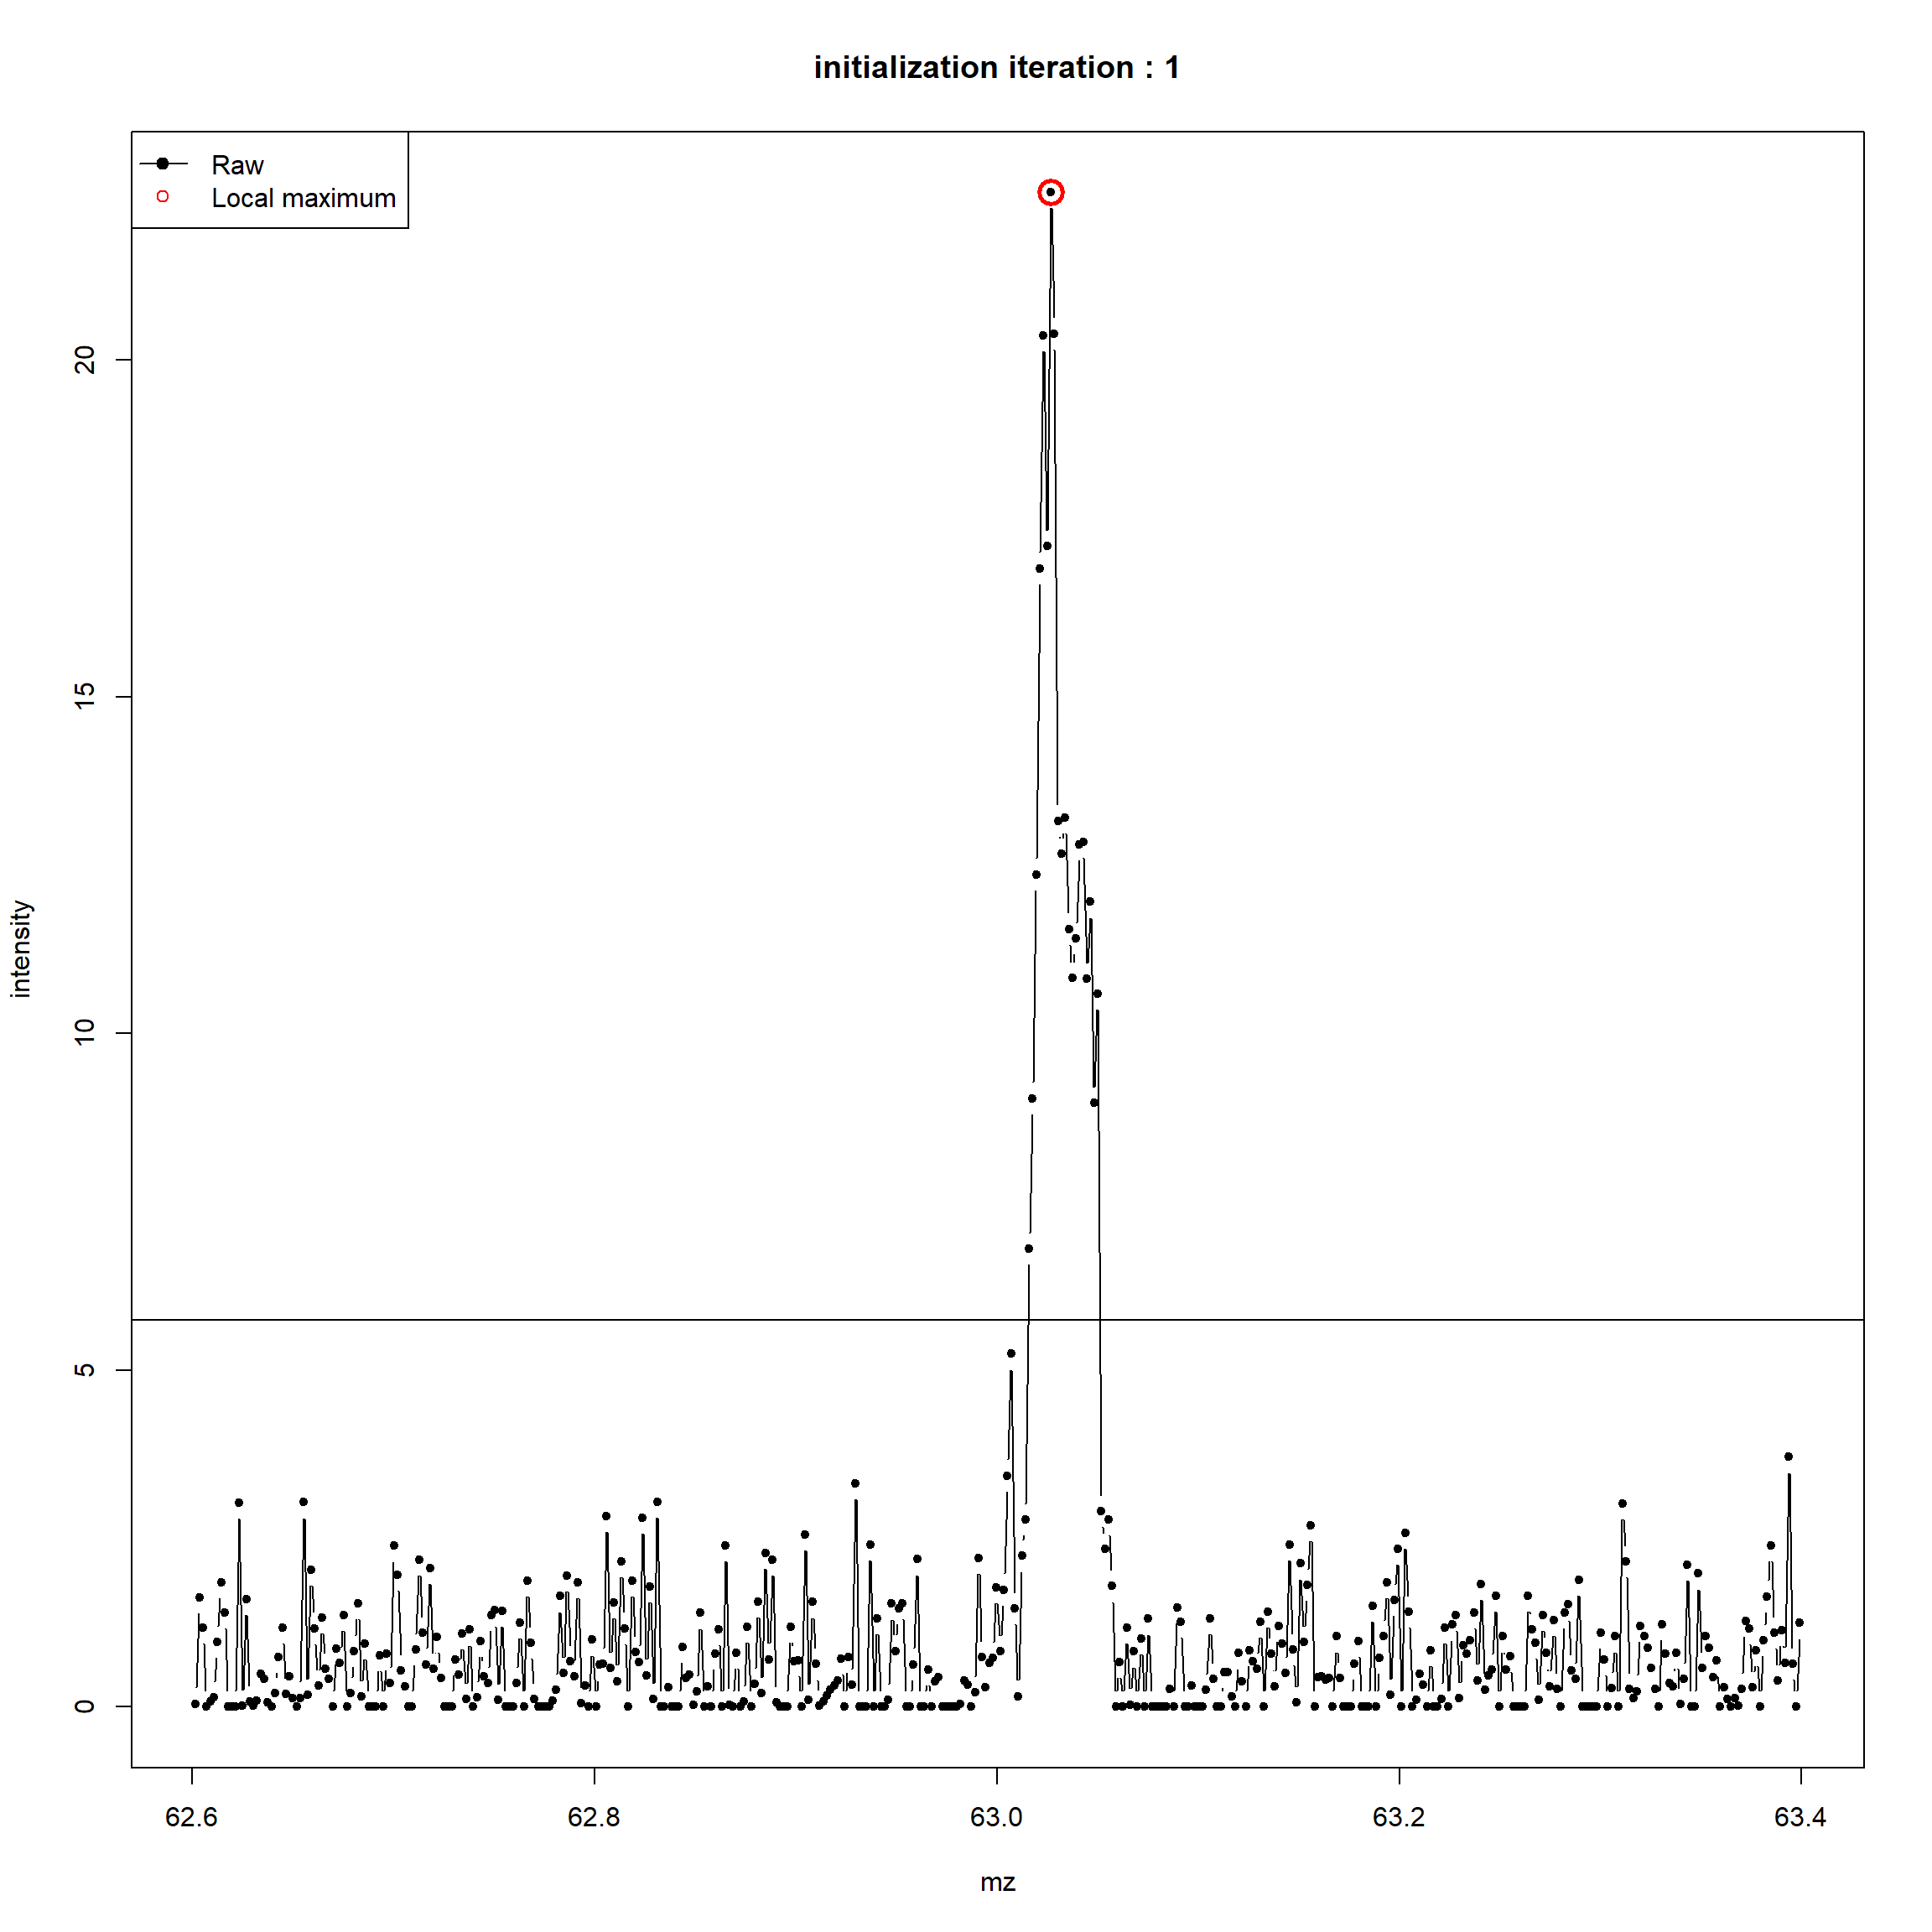 initialization iteration : 1
Raw
Local maximum
20
15
10
5
0
intensity
62.6 62.8 63.0 63.2 63.4
mz